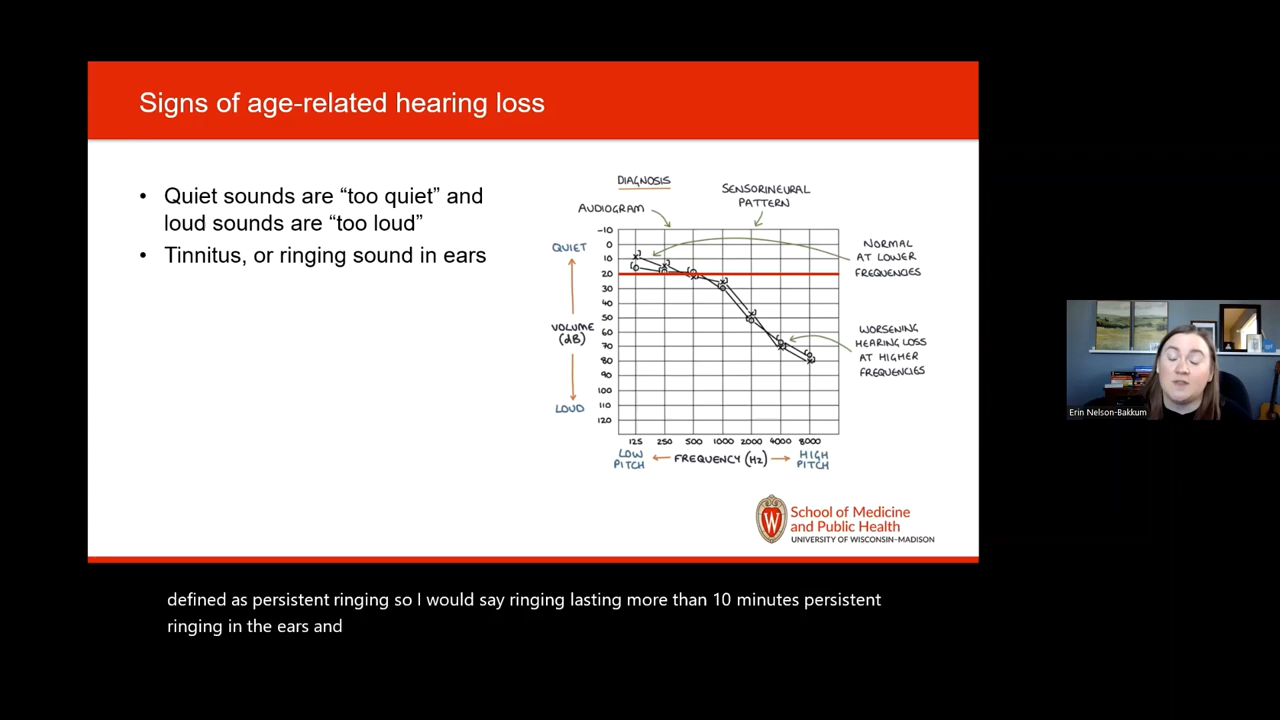 Signs of age-related hearing loss
• Quiet sounds are “too quiet” and
loud sounds are “too loud”
• Tinnitus, or ringing sound in ears
DIAGNOSIS
AUDIOGRAM
SENSORINEURAL
PATTERN
QUIET
VOLUME
(dB)
LOUD
-10
0
10
20
30
40
50
60
70
80
90
100
110
120
NORMAL
AT LOWER
FREQUENCIES
WORSENING
HEARING LOSS
AT HIGHER
FREQUENCIES
125 250 500 1000 2000 4000 8000
LOW
PITCH
FREQUENCY (Hz)
HIGH
PITCH
W
School of Medicine
and Public Health
UNIVERSITY OF WISCONSIN–MADISON
Erin Nelson-Bakkum
defined as persistent ringing so I would say ringing lasting more than 10 minutes persistent
ringing in the ears and